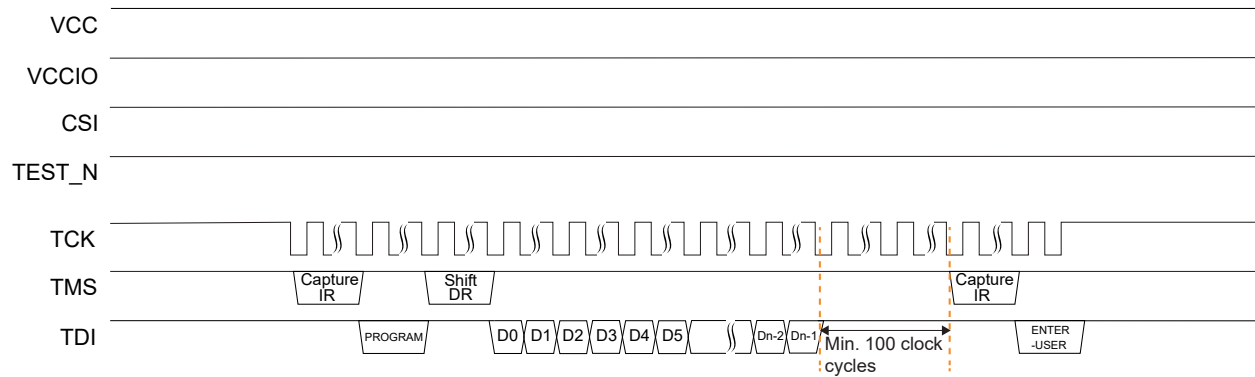 VCC
VCCIO
CSI
TEST_N
TCK
TMS
Capture
IR
Shift
DR
Capture
IR
TDI
PROGRAM
D0 D1 D2 D3 D4 D5 Dn-2 Dn-1
Min. 100 clock
cycles
ENTER
-USER